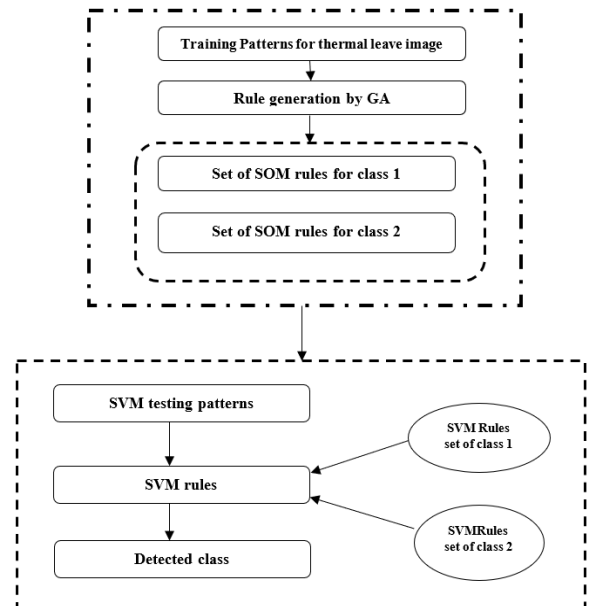 Training Patterns for thermal leave image
Rule generation by GA
Set of SOM rules for class 1
Set of SOM rules for class 2
SVM testing patterns
SVM rules
Detected class
SVM Rules
set of class 1
SVMRules
set of class 2